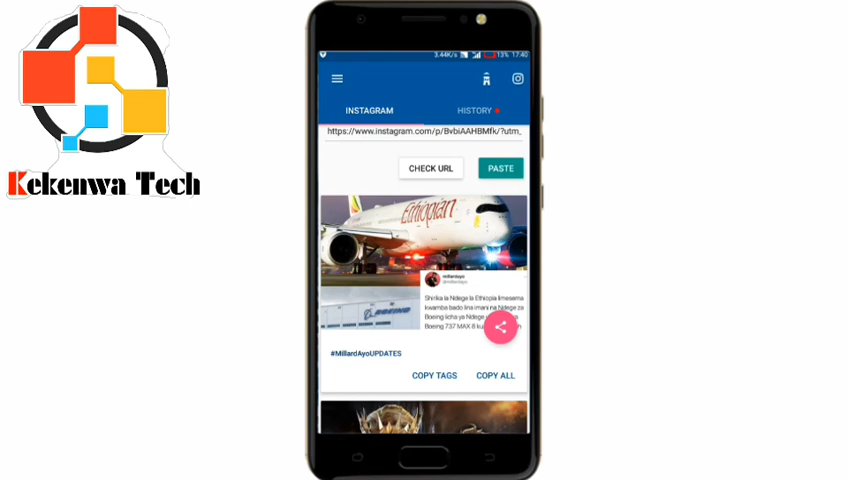 Kekenwa Tech
3.44K/s 13% 17:40
INSTAGRAM HISTORY
https://www.instagram.com/p/BvbiAAHBMfk/?utm_
CHECK URL PASTE
Ethiopian
millardayo
@millardayo
Shirika la Ndege la Ethiopia limesema
kwamba bado lina imani na Ndege za
Boeing licha ya Ndege
Boeing 737 MAX 8
BOEING
#MillardAyoUPDATES
COPY TAGS COPY ALL